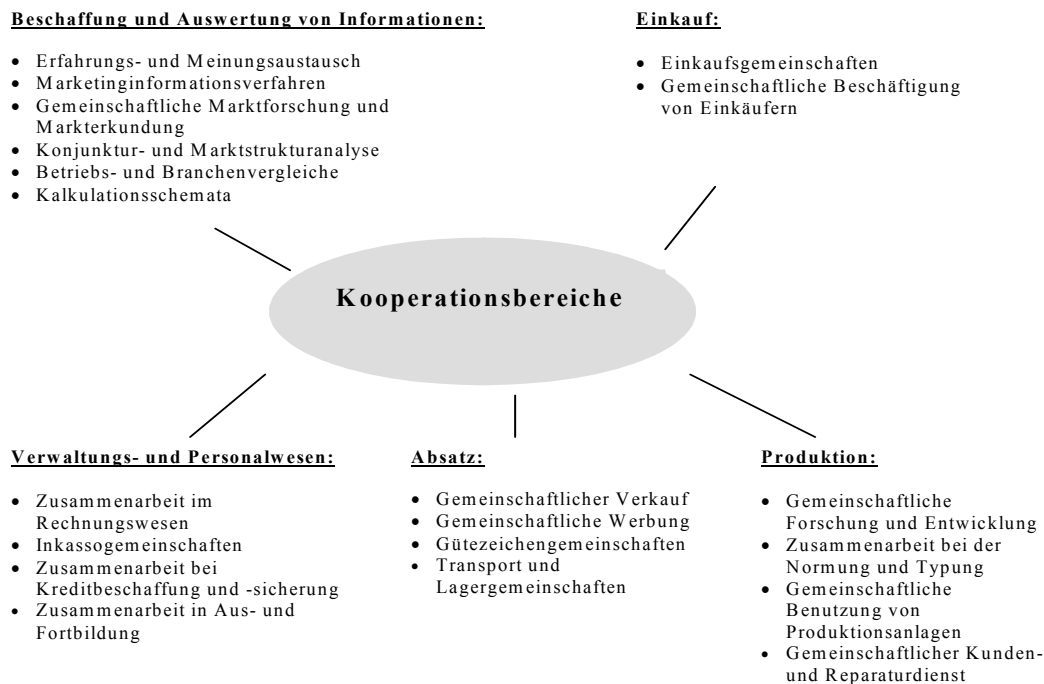 Beschaffung und Auswertung von Informationen:
• Erfahrungs- und Meinungsaustausch
• Marketinginformationsverfahren
• Gemeinschaftliche Marktforschung und
Markterkundung
• Konjunktur- und Marktstrukturanalyse
• Betriebs- und Branchenvergleiche
• Kalkulationsschemata
Einkauf:
• Einkaufsgemeinschaften
• Gemeinschaftliche Beschäftigung
von Einkäufern
Kooperationsbereiche
Verwaltungs- und Personalwesen:
• Zusammenarbeit im
Rechnungswesen
• Inkassogemeinschaften
• Zusammenarbeit bei
Kreditbeschaffung und -sicherung
• Zusammenarbeit in Aus- und
Fortbildung
Absatz:
• Gemeinschaftlicher Verkauf
• Gemeinschaftliche Werbung
• Gütezeichengemeinschaften
• Transport und
Lagergemeinschaften
Produktion:
• Gemeinschaftliche
Forschung und Entwicklung
• Zusammenarbeit bei der
Normung und Typung
• Gemeinschaftliche
Benutzung von
Produktionsanlagen
• Gemeinschaftlicher Kunden-
und Reparaturdienst